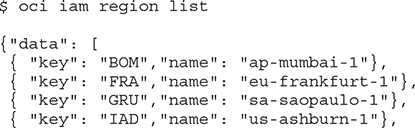 $ oci iam region list
{"data": [
{ "key": "BOM","name": "ap-mumbai-1"},
{ "key": "FRA","name": "eu-frankfurt-1"},
{ "key": "GRU","name": "sa-saopaulo-1"},
{ "key": "IAD","name": "us-ashburn-1"},